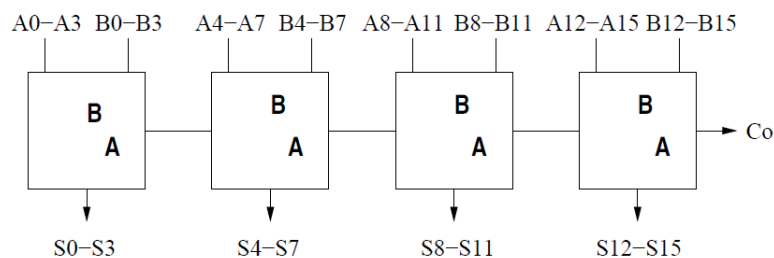 A0−A3 B0−B3 A4−A7 B4−B7 A8−A11 B8−B11 A12−A15 B12−B15
B B B B
A A A A Co
S0−S3 S4−S7 S8−S11 S12−S15